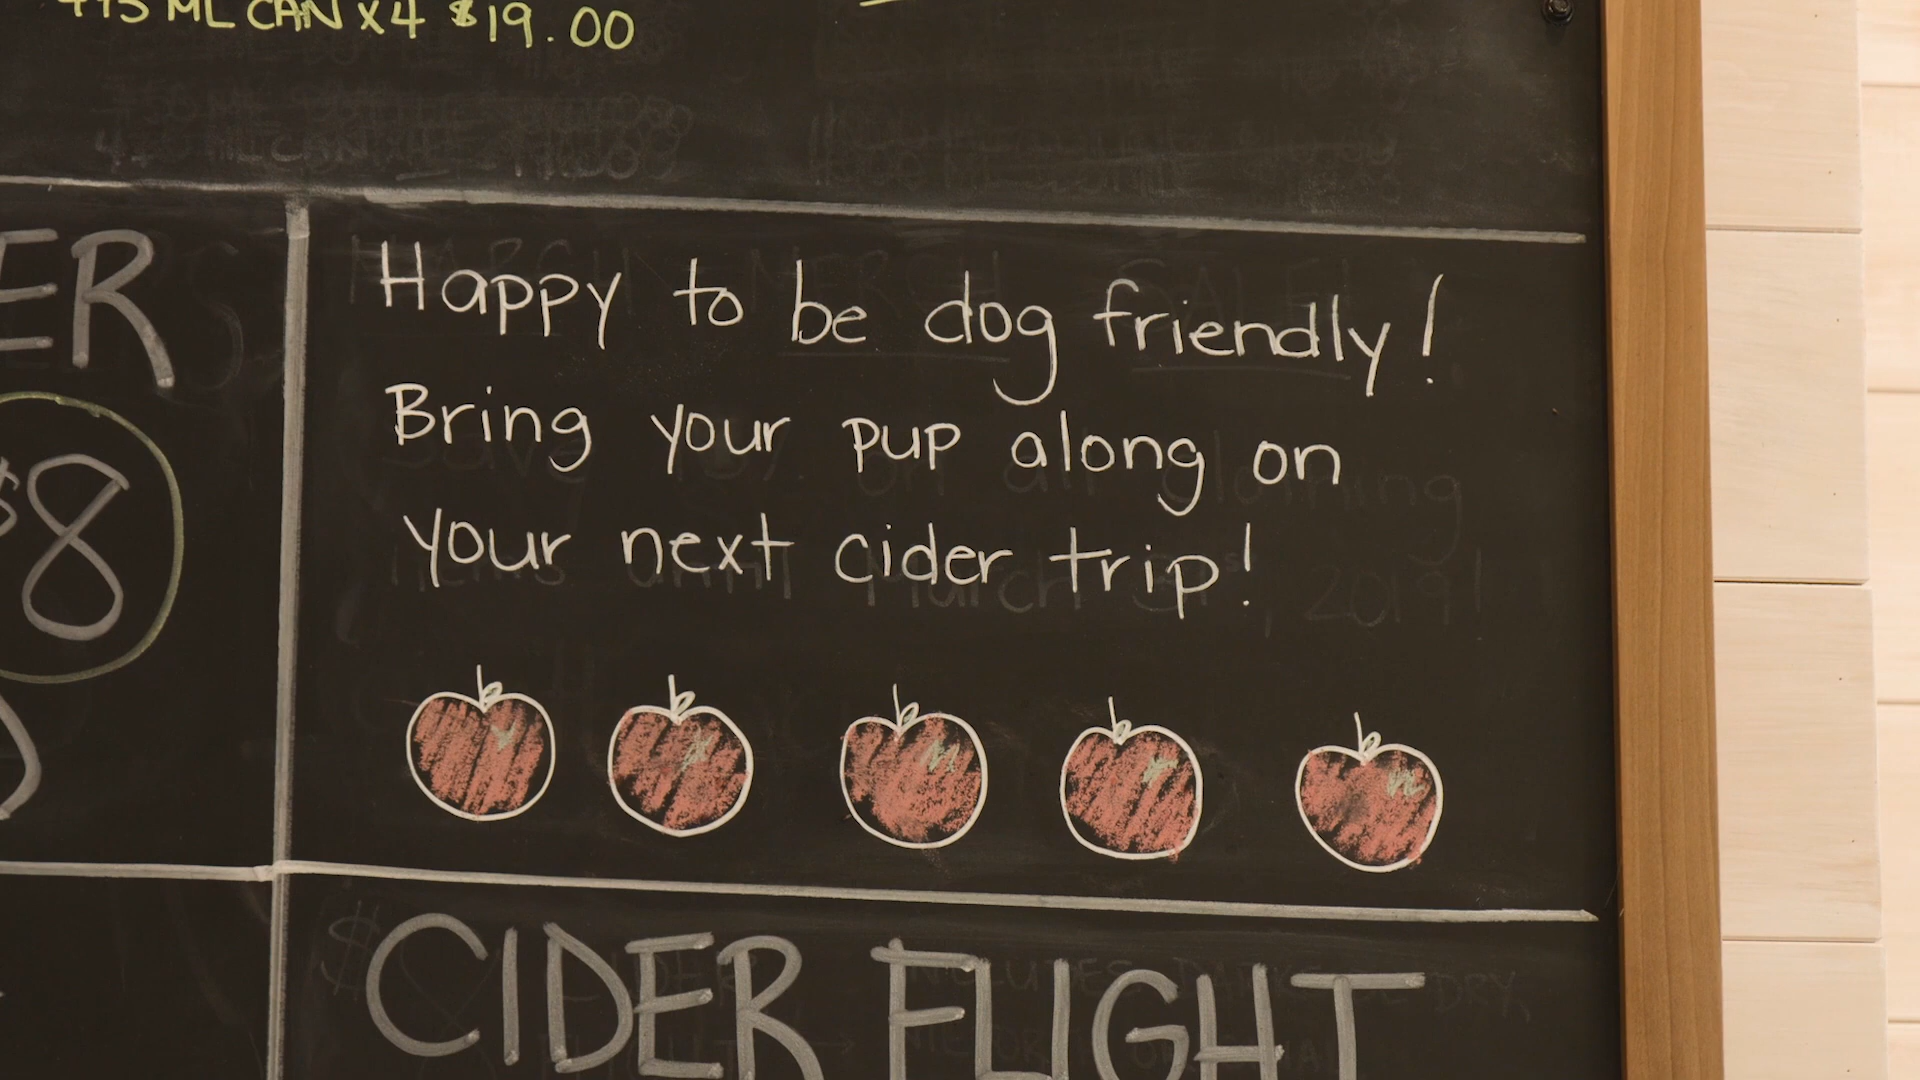 ML CAN X4 $19.00
Happy to be dog friendly!
Bring your pup along on
your next cider trip!
ER
$8
CIDER FLIGHT